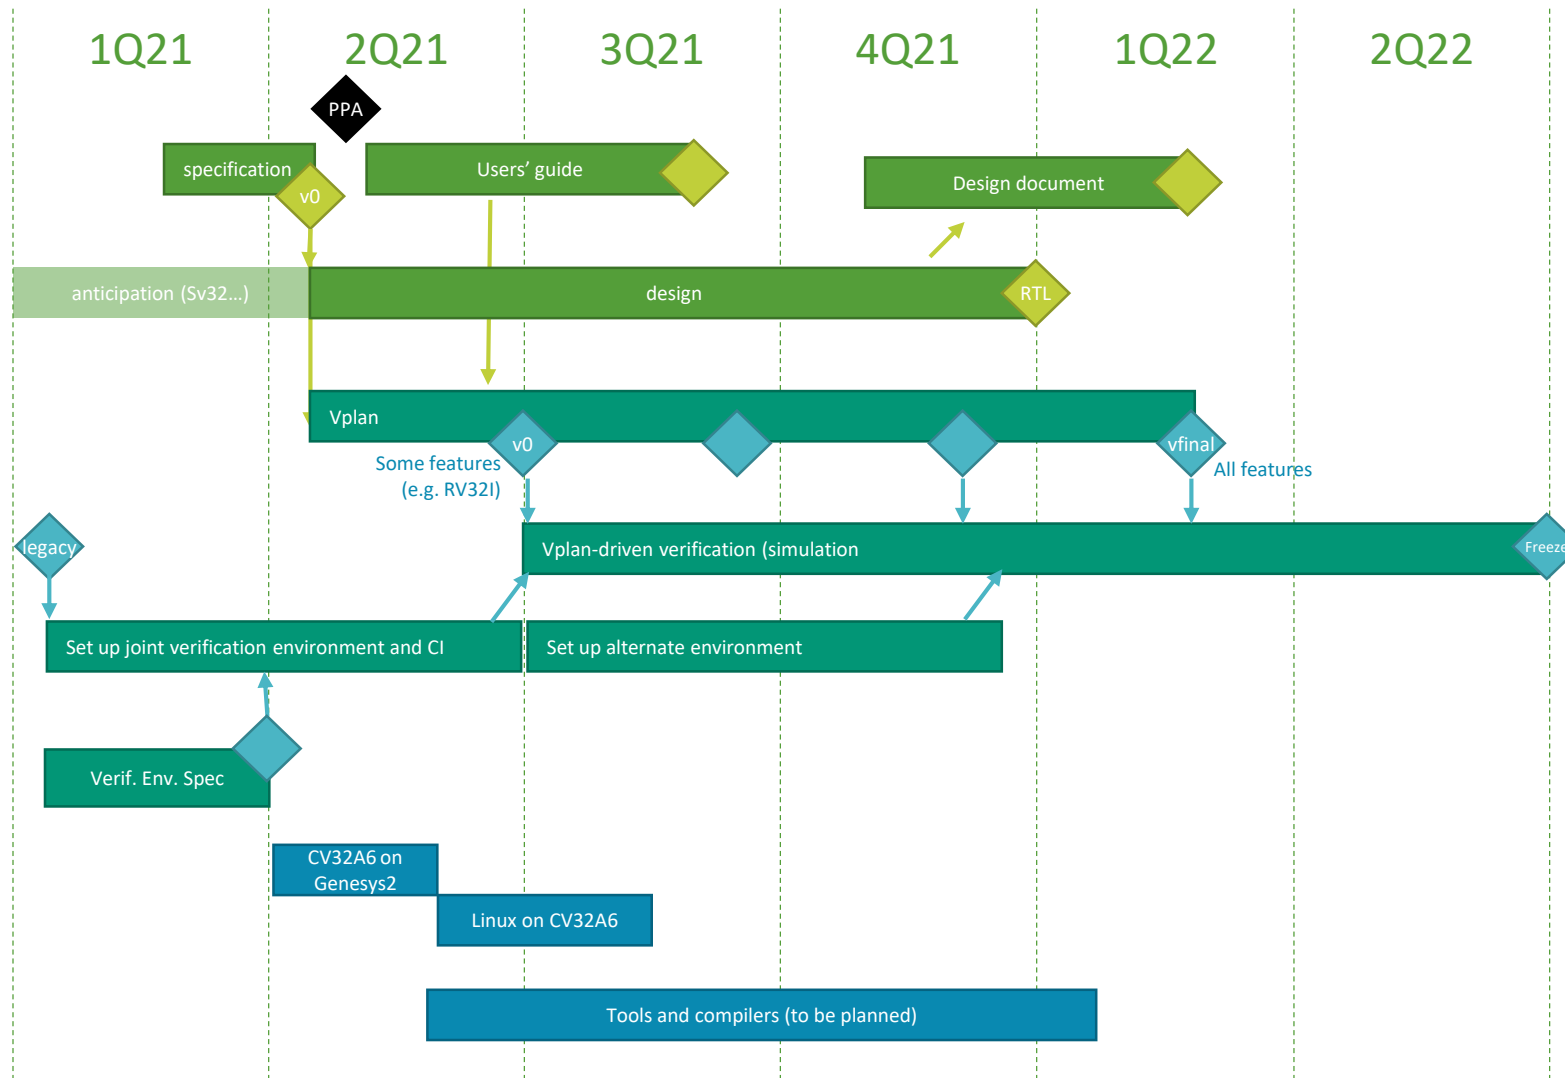 1Q21
2Q21
3Q21
4Q21
1Q22
2Q22
PPA
specification
Users’ guide
Design document
v0
anticipation (Sv32...)
design
RTL
Vplan
v0
vfinal
Some features
(e.g. RV32I)
All features
legacy
Vplan-driven verification (simulation
Freeze
Set up joint verification environment and CI
Set up alternate environment
Verif. Env. Spec
CV32A6 on
Genesys2
Linux on CV32A6
Tools and compilers (to be planned)